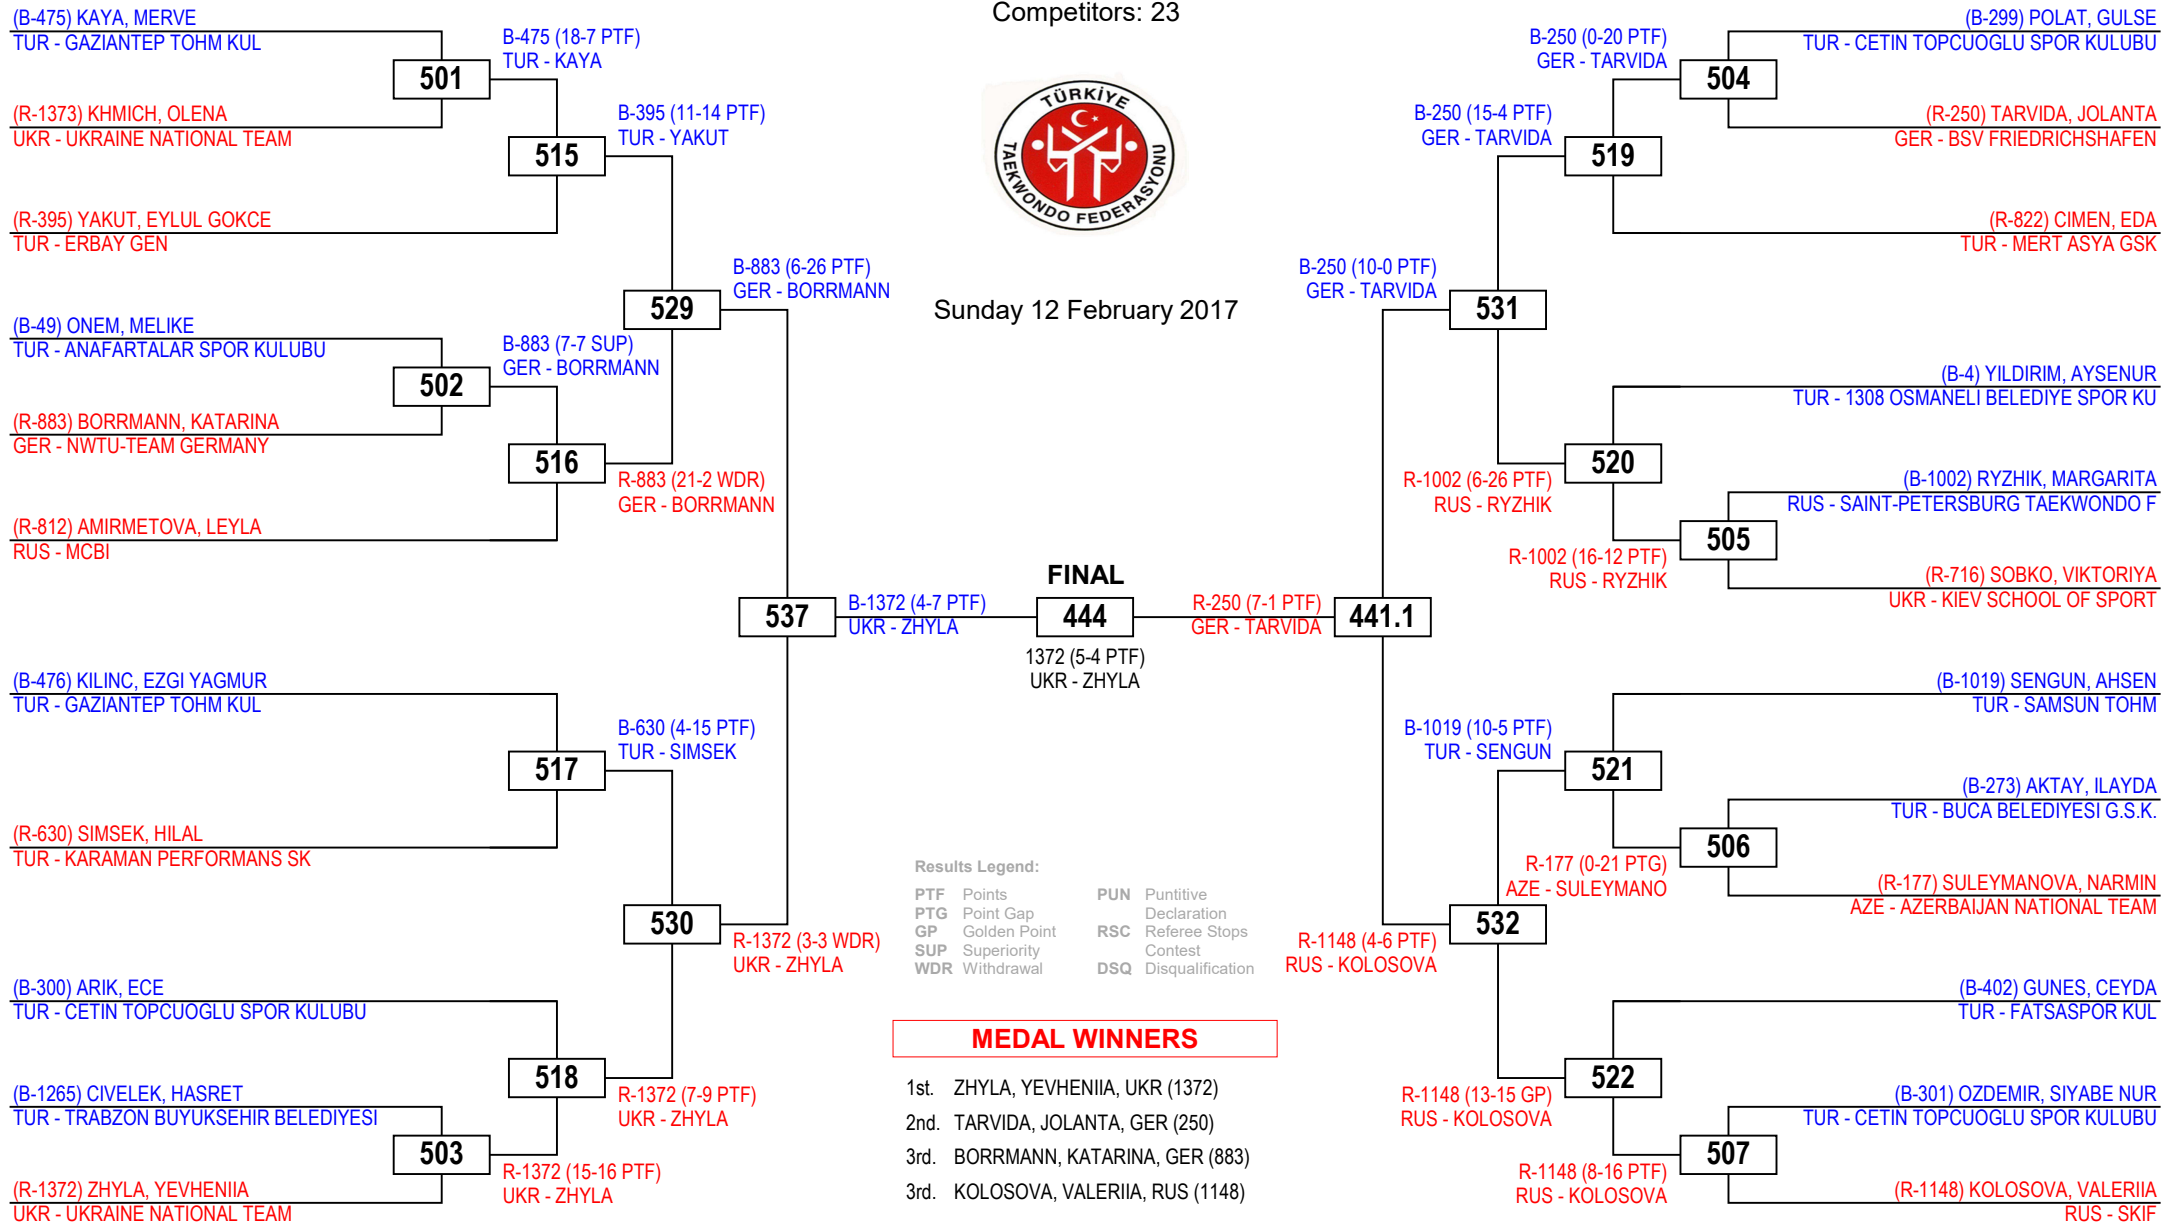 Competitors: 23
TÜRKİYE
TAEKWONDO FEDERASYONU
Sunday 12 February 2017
(B-475) KAYA, MERVE
TUR - GAZIANTEP TOHM KUL
501
(R-1373) KHMICH, OLENA
UKR - UKRAINE NATIONAL TEAM
B-475 (18-7 PTF)
TUR - KAYA
515
(R-395) YAKUT, EYLUL GOKCE
TUR - ERBAY GEN
B-395 (11-14 PTF)
TUR - YAKUT
529
(B-49) ONEM, MELIKE
TUR - ANAFARTALAR SPOR KULUBU
502
(R-883) BORRMANN, KATARINA
GER - NWTU-TEAM GERMANY
B-883 (7-7 SUP)
GER - BORRMANN
516
(R-812) AMIRMETOVA, LEYLA
RUS - MCBI
R-883 (21-2 WDR)
GER - BORRMANN
B-883 (6-26 PTF)
GER - BORRMANN
537
(B-476) KILINC, EZGI YAGMUR
TUR - GAZIANTEP TOHM KUL
517
(R-630) SIMSEK, HILAL
TUR - KARAMAN PERFORMANS SK
B-630 (4-15 PTF)
TUR - SIMSEK
530
R-1372 (3-3 WDR)
UKR - ZHYLA
(B-300) ARIK, ECE
TUR - CETIN TOPCUOGLU SPOR KULUBU
518
R-1372 (7-9 PTF)
UKR - ZHYLA
(B-1265) CIVELEK, HASRET
TUR - TRABZON BUYUKSEHIR BELEDIYESI
503
(R-1372) ZHYLA, YEVHENIIA
UKR - UKRAINE NATIONAL TEAM
R-1372 (15-16 PTF)
UKR - ZHYLA
B-1372 (4-7 PTF)
UKR - ZHYLA
FINAL
444
1372 (5-4 PTF)
UKR - ZHYLA
R-250 (7-1 PTF)
GER - TARVIDA
441.1
(B-299) POLAT, GULSE
TUR - CETIN TOPCUOGLU SPOR KULUBU
504
(R-250) TARVIDA, JOLANTA
GER - BSV FRIEDRICHSHAFEN
B-250 (0-20 PTF)
GER - TARVIDA
519
(R-822) CIMEN, EDA
TUR - MERT ASYA GSK
B-250 (15-4 PTF)
GER - TARVIDA
531
B-250 (10-0 PTF)
GER - TARVIDA
(B-4) YILDIRIM, AYSENUR
TUR - 1308 OSMANELI BELEDIYE SPOR KU
520
R-1002 (6-26 PTF)
RUS - RYZHIK
(B-1002) RYZHIK, MARGARITA
RUS - SAINT-PETERSBURG TAEKWONDO F
505
(R-716) SOBKO, VIKTORIYA
UKR - KIEV SCHOOL OF SPORT
R-1002 (16-12 PTF)
RUS - RYZHIK
(B-1019) SENGUN, AHSEN
TUR - SAMSUN TOHM
521
B-1019 (10-5 PTF)
TUR - SENGUN
(B-273) AKTAY, ILAYDA
TUR - BUCA BELEDIYESI G.S.K.
506
(R-177) SULEYMANOVA, NARMIN
AZE - AZERBAIJAN NATIONAL TEAM
R-177 (0-21 PTG)
AZE - SULEYMANO
532
R-1148 (4-6 PTF)
RUS - KOLOSOVA
(B-402) GUNES, CEYDA
TUR - FATSASPOR KUL
522
R-1148 (13-15 GP)
RUS - KOLOSOVA
(B-301) OZDEMIR, SIYABE NUR
TUR - CETIN TOPCUOGLU SPOR KULUBU
507
(R-1148) KOLOSOVA, VALERIIA
RUS - SKIF
R-1148 (8-16 PTF)
RUS - KOLOSOVA
Results Legend:
PTF Points
PTG Point Gap
GP Golden Point
SUP Superiority
WDR Withdrawal
PUN Puntitive
Declaration
RSC Referee Stops
Contest
DSQ Disqualification
MEDAL WINNERS
1st. ZHYLA, YEVHENIIA, UKR (1372)
2nd. TARVIDA, JOLANTA, GER (250)
3rd. BORRMANN, KATARINA, GER (883)
3rd. KOLOSOVA, VALERIIA, RUS (1148)